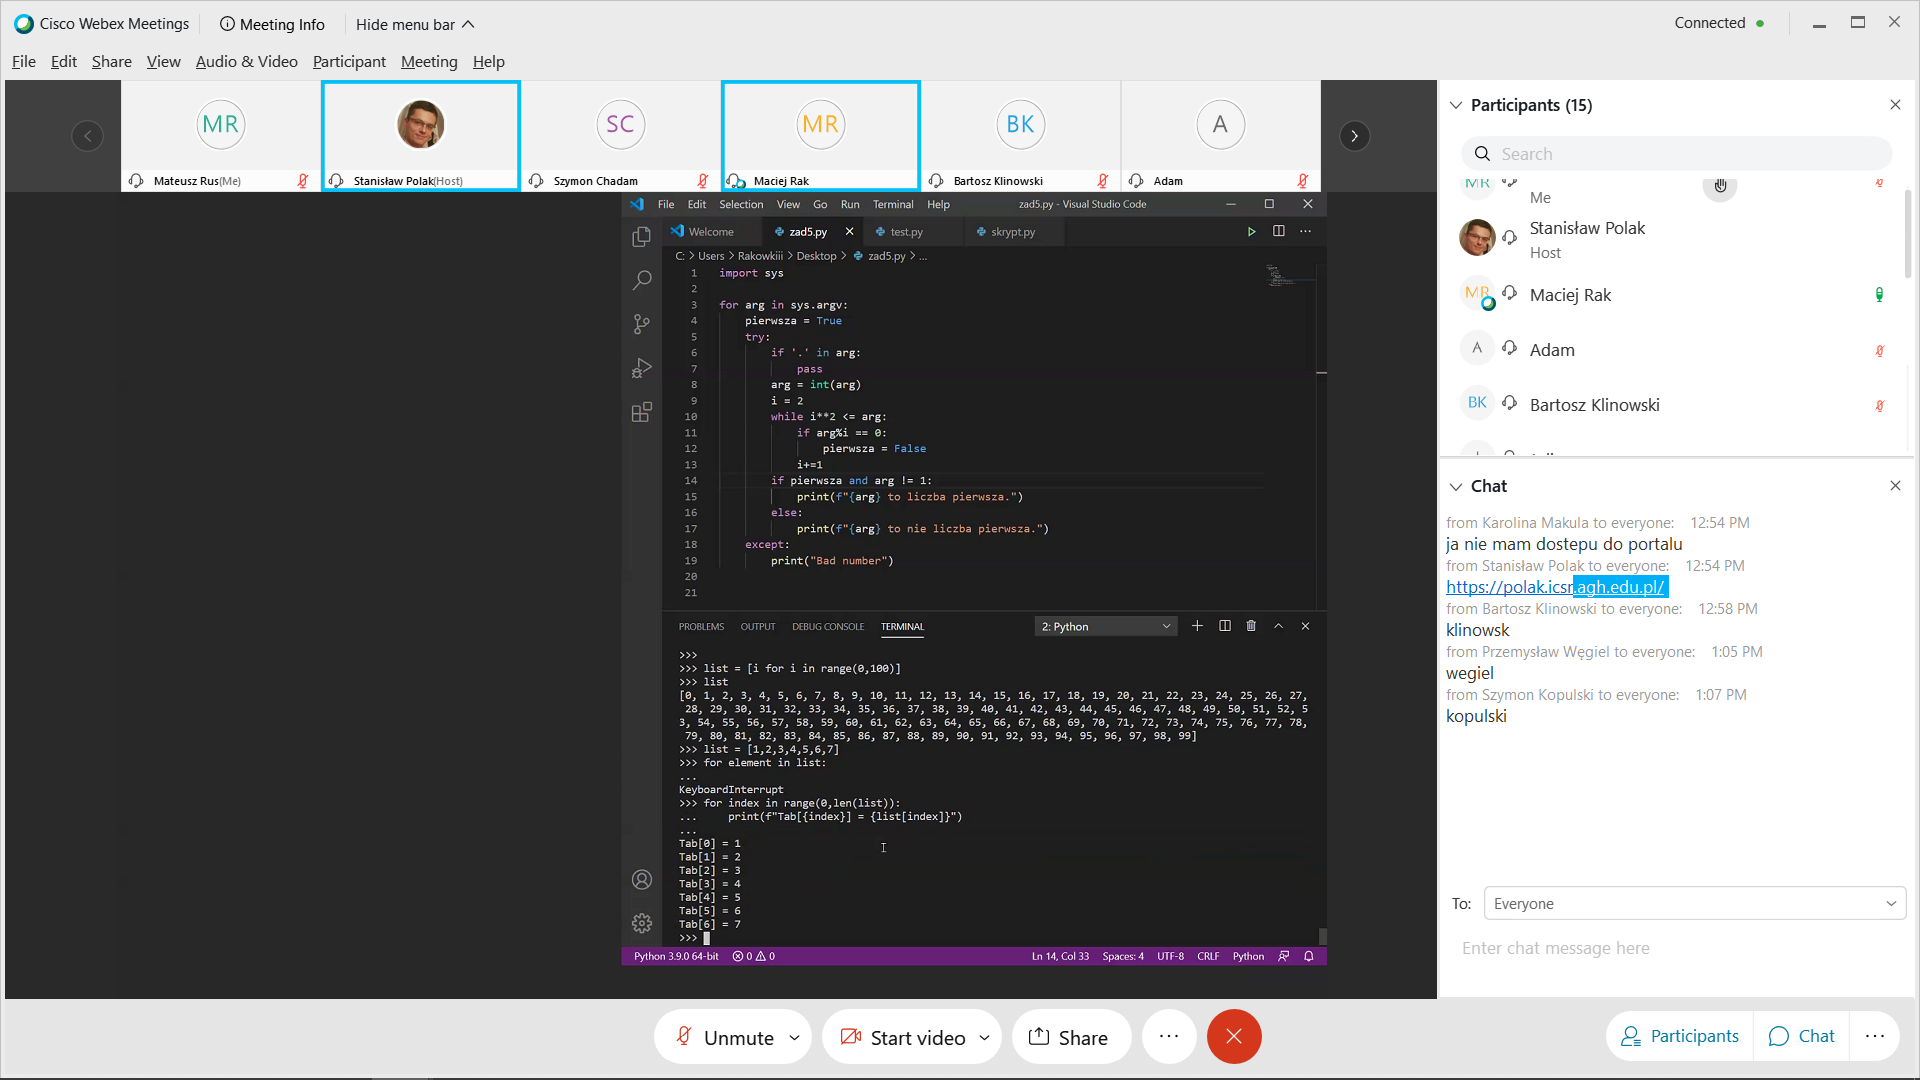 Cisco Webex Meetings
Meeting Info
Hide menu bar
Connected
File Edit Share View Audio & Video Participant Meeting Help
MR
SC
MR
BK
A
Mateusz Rus(Me)
Stanisław Polak(Host)
Szymon Chadam
Maciej Rak
Bartosz Klinowski
Adam
File Edit Selection View Go Run Terminal Help
zad5.py - Visual Studio Code
Welcome
zad5.py
test.py
skrypt.py
C: > Users > Rakowkiii > Desktop > zad5.py > ...
1 import sys
2
3 for arg in sys.argv:
4 pierwsza = True
5 try:
6 if '.' in arg:
7 pass
8 arg = int(arg)
9 i = 2
10 while i**2 <= arg:
11 if arg%i == 0:
12 pierwsza = False
13 i+=1
14 if pierwsza and arg != 1:
15 print(f"{arg} to liczba pierwsza.")
16 else:
17 print(f"{arg} to nie liczba pierwsza.")
18 except:
19 print("Bad number")
20
21
PROBLEMS OUTPUT DEBUG CONSOLE TERMINAL
2: Python
>>>
>>> list = [i for i in range(0,100)]
>>> list
[0, 1, 2, 3, 4, 5, 6, 7, 8, 9, 10, 11, 12, 13, 14, 15, 16, 17, 18, 19, 20, 21, 22, 23, 24, 25, 26, 27,
28, 29, 30, 31, 32, 33, 34, 35, 36, 37, 38, 39, 40, 41, 42, 43, 44, 45, 46, 47, 48, 49, 50, 51, 52, 5
3, 54, 55, 56, 57, 58, 59, 60, 61, 62, 63, 64, 65, 66, 67, 68, 69, 70, 71, 72, 73, 74, 75, 76, 77, 78,
79, 80, 81, 82, 83, 84, 85, 86, 87, 88, 89, 90, 91, 92, 93, 94, 95, 96, 97, 98, 99]
>>> list = [1,2,3,4,5,6,7]
>>> for element in list:
...
KeyboardInterrupt
>>> for index in range(0,len(list)):
... print(f"Tab[{index}] = {list[index]}")
...
Tab[0] = 1
Tab[1] = 2
Tab[2] = 3
Tab[3] = 4
Tab[4] = 5
Tab[5] = 6
Tab[6] = 7
>>>
Python 3.9.0 64-bit 0 0
Ln 14, Col 33 Spaces: 4 UTF-8 CRLF Python
Participants (15)
Search
MR
Me
Stanisław Polak
Host
MR
Maciej Rak
A
Adam
BK
Bartosz Klinowski
Chat
from Karolina Makula to everyone: 12:54 PM
ja nie mam dostepu do portalu
from Stanisław Polak to everyone: 12:54 PM
https://polak.icsr.agh.edu.pl/
from Bartosz Klinowski to everyone: 12:58 PM
klinowsk
from Przemysław Węgiel to everyone: 1:05 PM
wegiel
from Szymon Kopulski to everyone: 1:07 PM
kopulski
To: Everyone
Enter chat message here
Unmute
Start video
Share
Participants
Chat